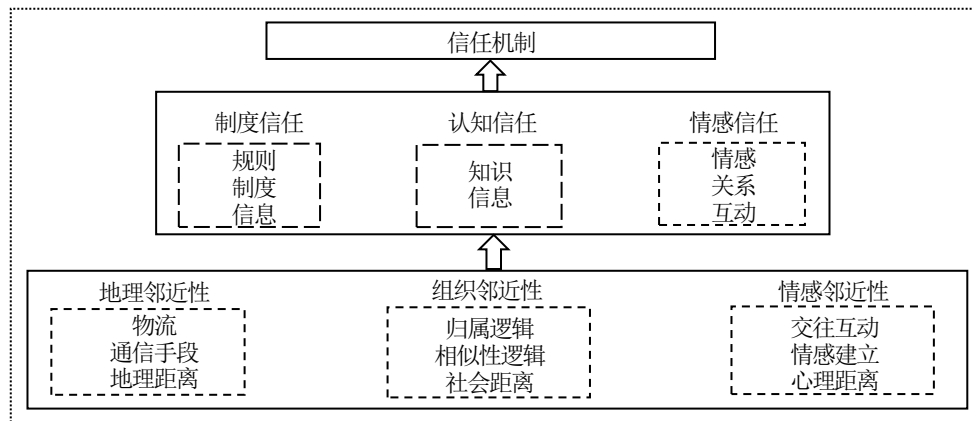 信任机制
制度信任 认知信任 情感信任
规则
制度
信息
知识
信息
情感
关系
互动
地理邻近性 组织邻近性 情感邻近性
物流
通信手段
地理距离
归属逻辑
相似性逻辑
社会距离
交往互动
情感建立
心理距离